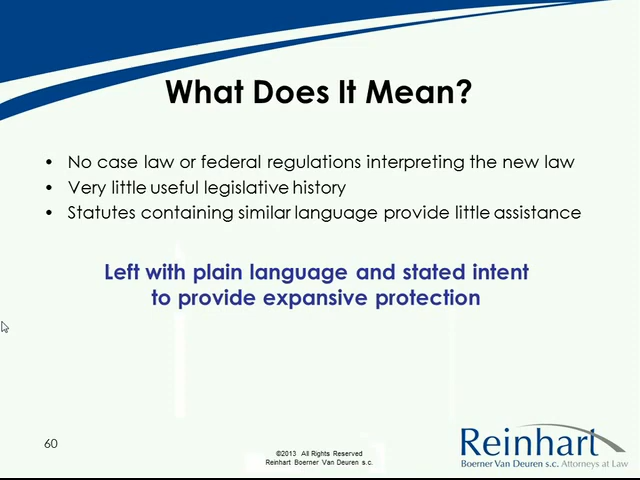 What Does It Mean?
• No case law or federal regulations interpreting the new law
• Very little useful legislative history
• Statutes containing similar language provide little assistance
Left with plain language and stated intent
to provide expansive protection
60
©2013 All Rights Reserved
Reinhart Boerner Van Deuren s.c.
Reinhart
Boerner Van Deuren s.c. Attorneys at Law